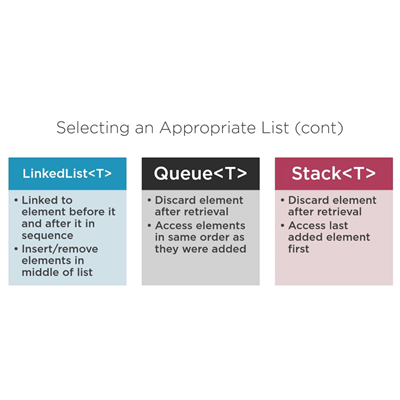 Selecting an Appropriate List (cont)
LinkedList<T>
• Linked to
element before it
and after it in
sequence
• Insert/remove
elements in
middle of list
Queue<T>
• Discard element
after retrieval
• Access elements
in same order as
they were added
Stack<T>
• Discard element
after retrieval
• Access last
added element
first